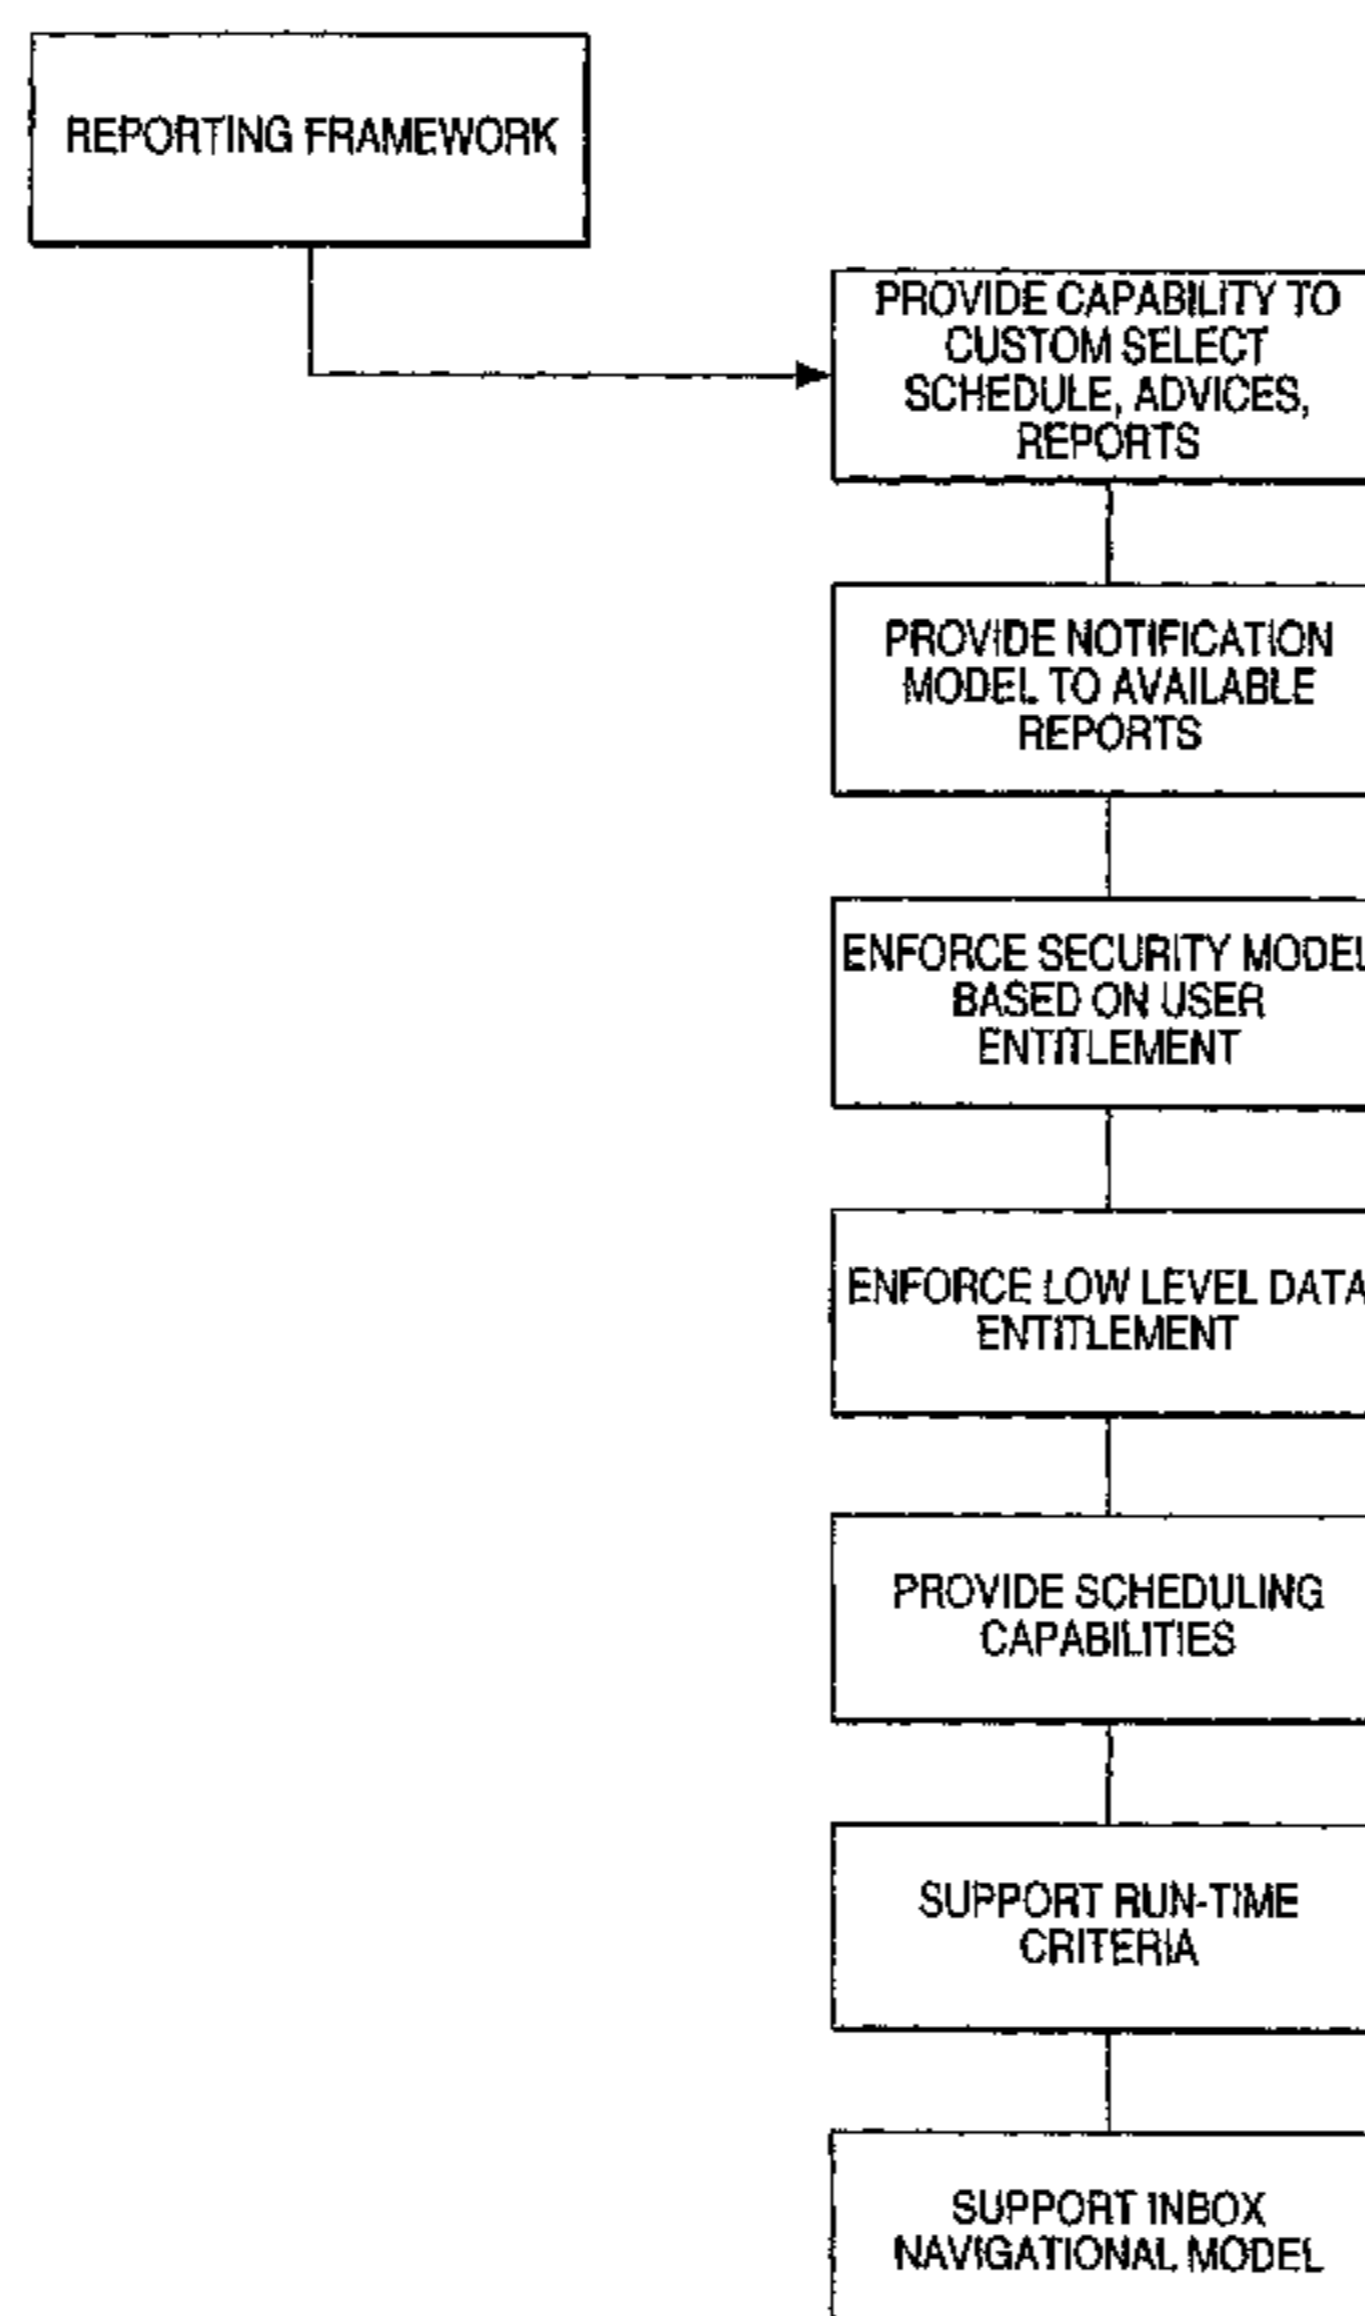 REPORTING FRAMEWORK
PROVIDE CAPABILITY TO
CUSTOM SELECT
SCHEDULE, ADVICES,
REPORTS
PROVIDE NOTIFICATION
MODEL TO AVAILABLE
REPORTS
ENFORCE SECURITY MODEL
BASED ON USER
ENTITLEMENT
ENFORCE LOW LEVEL DATA
ENTITLEMENT
PROVIDE SCHEDULING
CAPABILITIES
SUPPORT RUN-TIME
CRITERIA
SUPPORT INBOX
NAVIGATIONAL MODEL